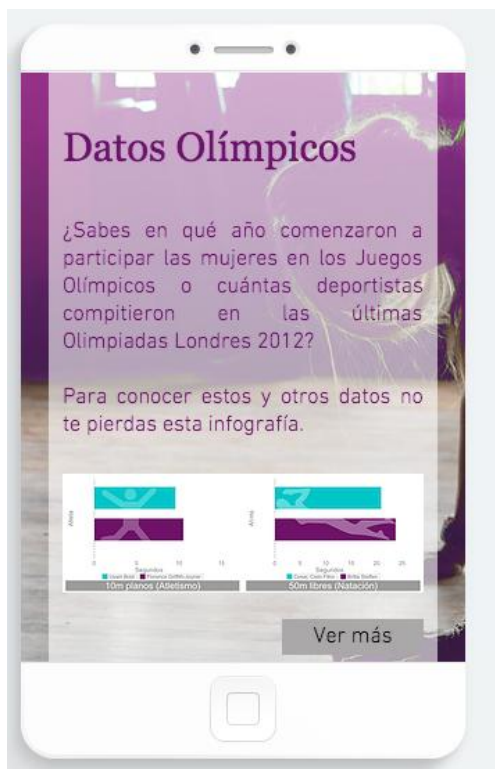 Datos Olímpicos
¿Sabes en qué año comenzaron a
participar las mujeres en los Juegos
Olímpicos o cuántas deportistas
compitieron en las últimas
Olimpiadas Londres 2012?
Para conocer estos y otros datos no
te pierdas esta infografía.
Atleta
0 5 10 15
Segundos
Usain Bolt Florence Griffith-Joyner
10m planos (Atletismo)
Atleta
0 5 10 15 20 25
Segundos
Cesar Cielo Filho Britta Steffen
50m libres (Natación)
Ver más